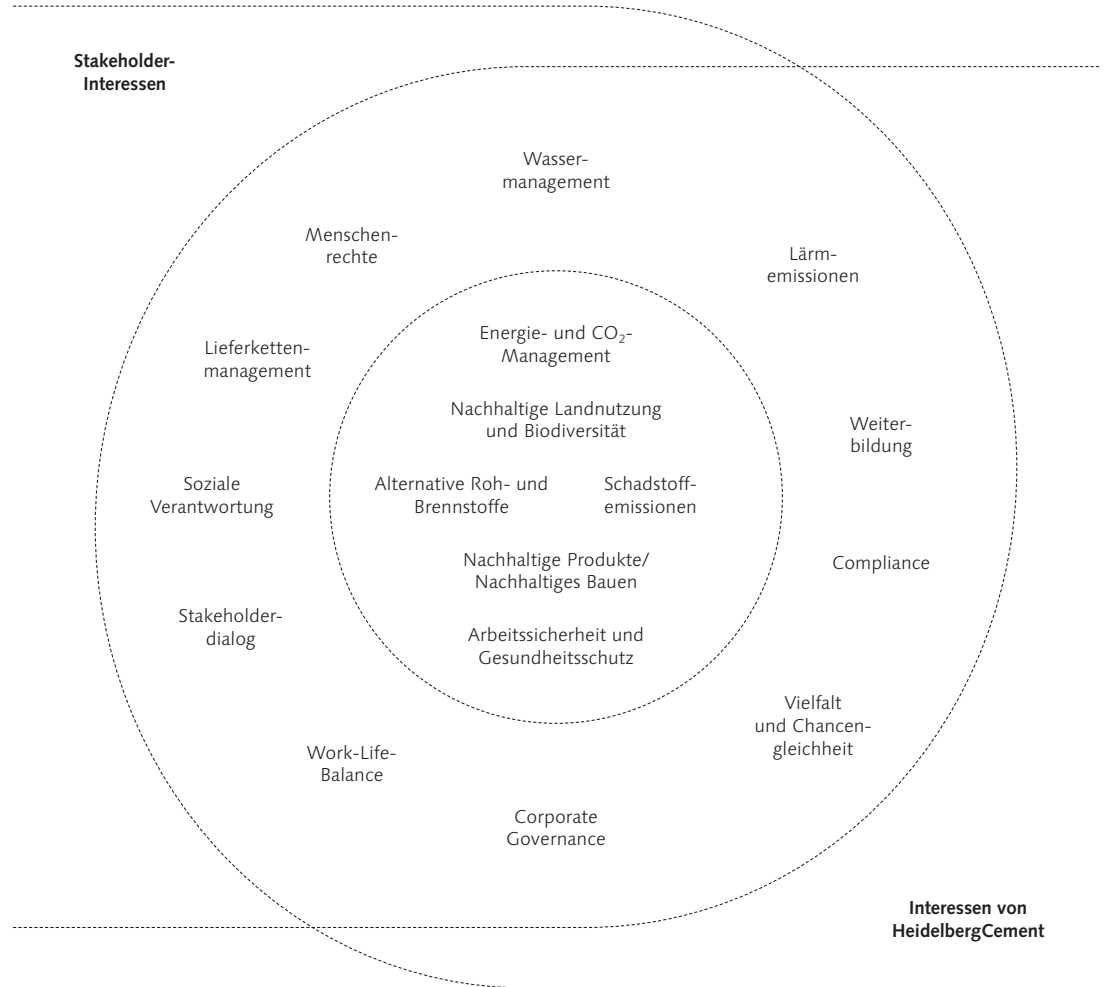 Stakeholder-
Interessen
Wasser-
management
Menschen-
rechte
Lärm-
emissionen
Energie- und CO₂-
Management
Lieferketten-
management
Nachhaltige Landnutzung
und Biodiversität
Weiter-
bildung
Soziale
Verantwortung
Alternative Roh- und
Brennstoffe
Schadstoff-
emissionen
Nachhaltige Produkte/
Nachhaltiges Bauen
Compliance
Stakeholder-
dialog
Arbeitssicherheit und
Gesundheitsschutz
Vielfalt
und Chancen-
gleichheit
Work-Life-
Balance
Corporate
Governance
Interessen von
HeidelbergCement